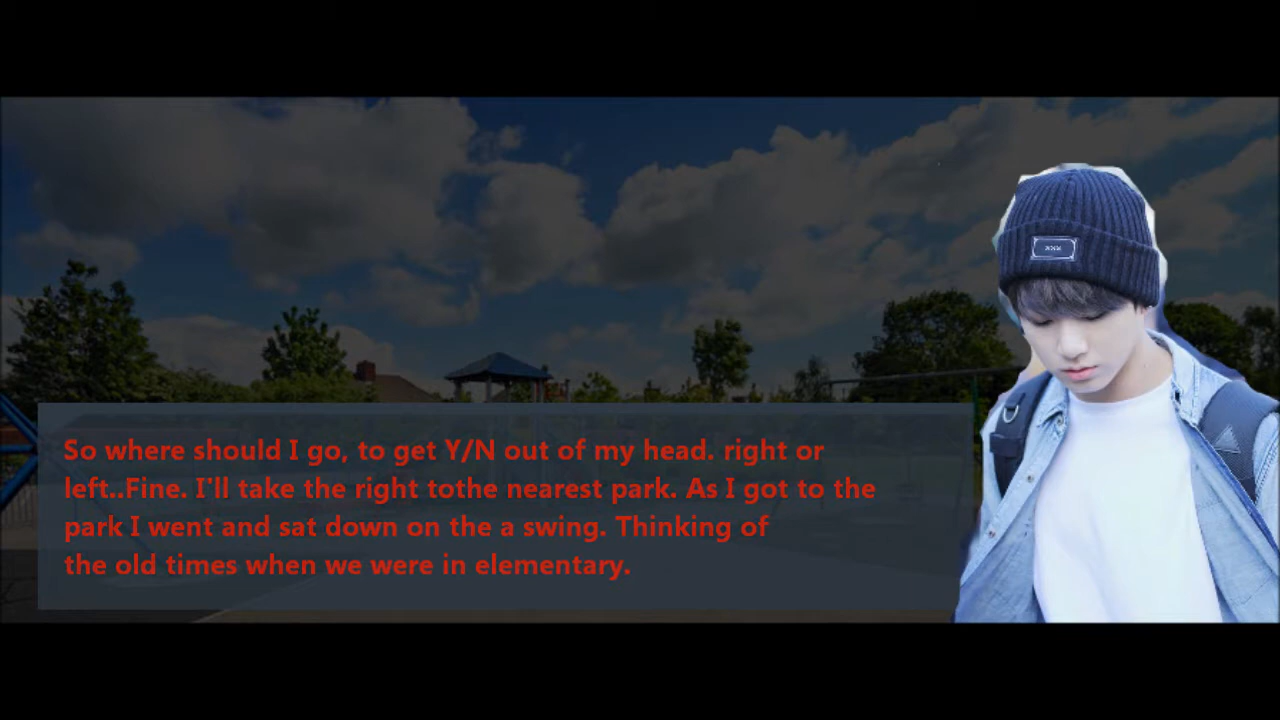 So where should I go, to get Y/N out of my head. right or
left..Fine. I'll take the right tothe nearest park. As I got to the
park I went and sat down on the a swing. Thinking of
the old times when we were in elementary.